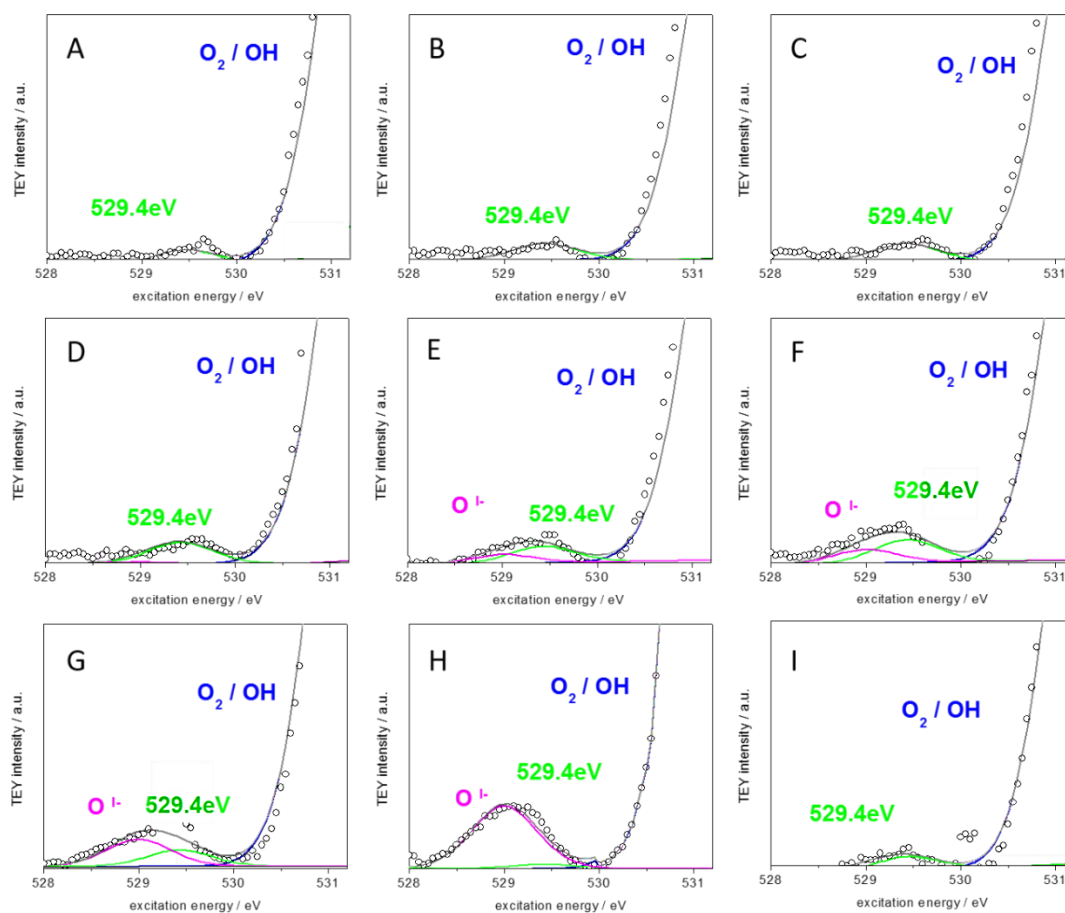 A
O₂ / OH
529.4eV
TEY intensity / a.u.
528 529 530 531
excitation energy / eV
B
O₂ / OH
529.4eV
TEY intensity / a.u.
528 529 530 531
excitation energy / eV
C
O₂ / OH
529.4eV
TEY intensity / a.u.
528 529 530 531
excitation energy / eV
D
O₂ / OH
529.4eV
TEY intensity / a.u.
528 529 530 531
excitation energy / eV
E
O₂ / OH
O ᴵ⁻
529.4eV
TEY intensity / a.u.
528 529 530 531
excitation energy / eV
F
O₂ / OH
O ᴵ⁻
529.4eV
TEY intensity / a.u.
528 529 530 531
excitation energy / eV
G
O₂ / OH
O ᴵ⁻
529.4eV
TEY intensity / a.u.
528 529 530 531
excitation energy / eV
H
O₂ / OH
O ᴵ⁻
529.4eV
TEY intensity / a.u.
528 529 530 531
excitation energy / eV
I
O₂ / OH
529.4eV
TEY intensity / a.u.
528 529 530 531
excitation energy / eV